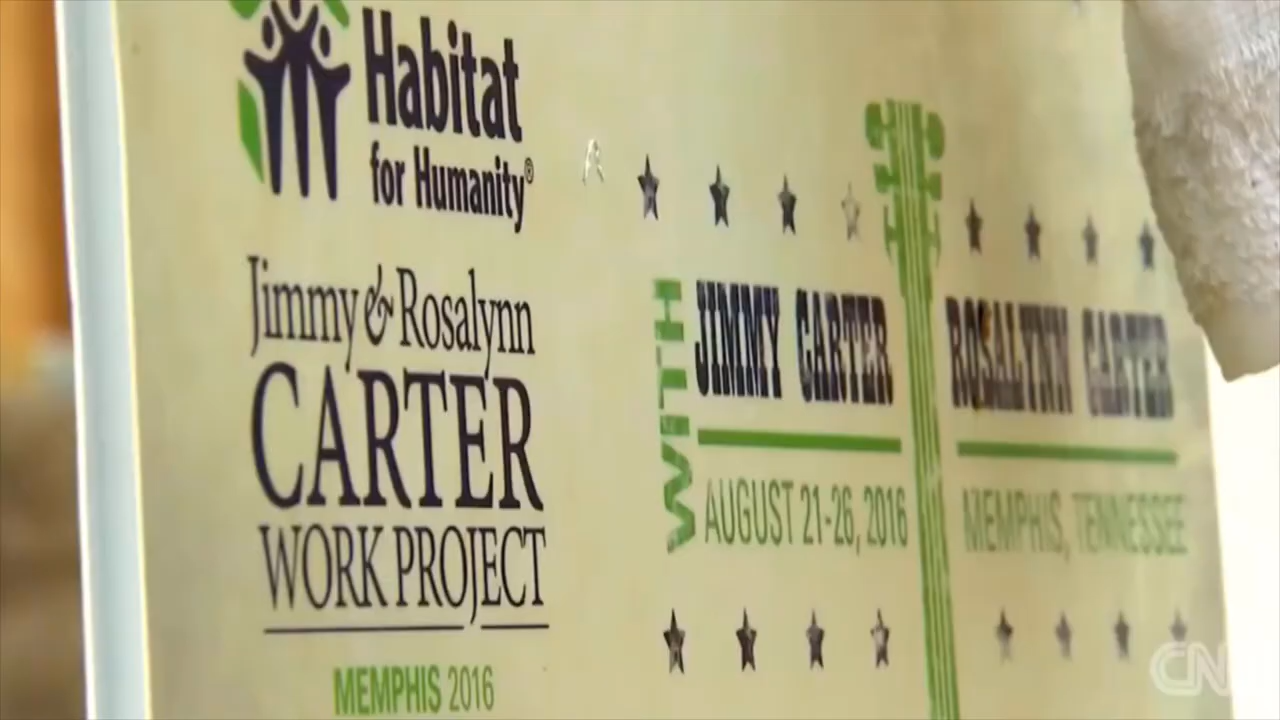 Habitat
for Humanity®
Jimmy & Rosalynn
CARTER
WORK PROJECT
MEMPHIS 2016
WITH
JIMMY CARTER
ROSALYNN CARTER
AUGUST 21-26, 2016
MEMPHIS, TENNESSEE
CNN